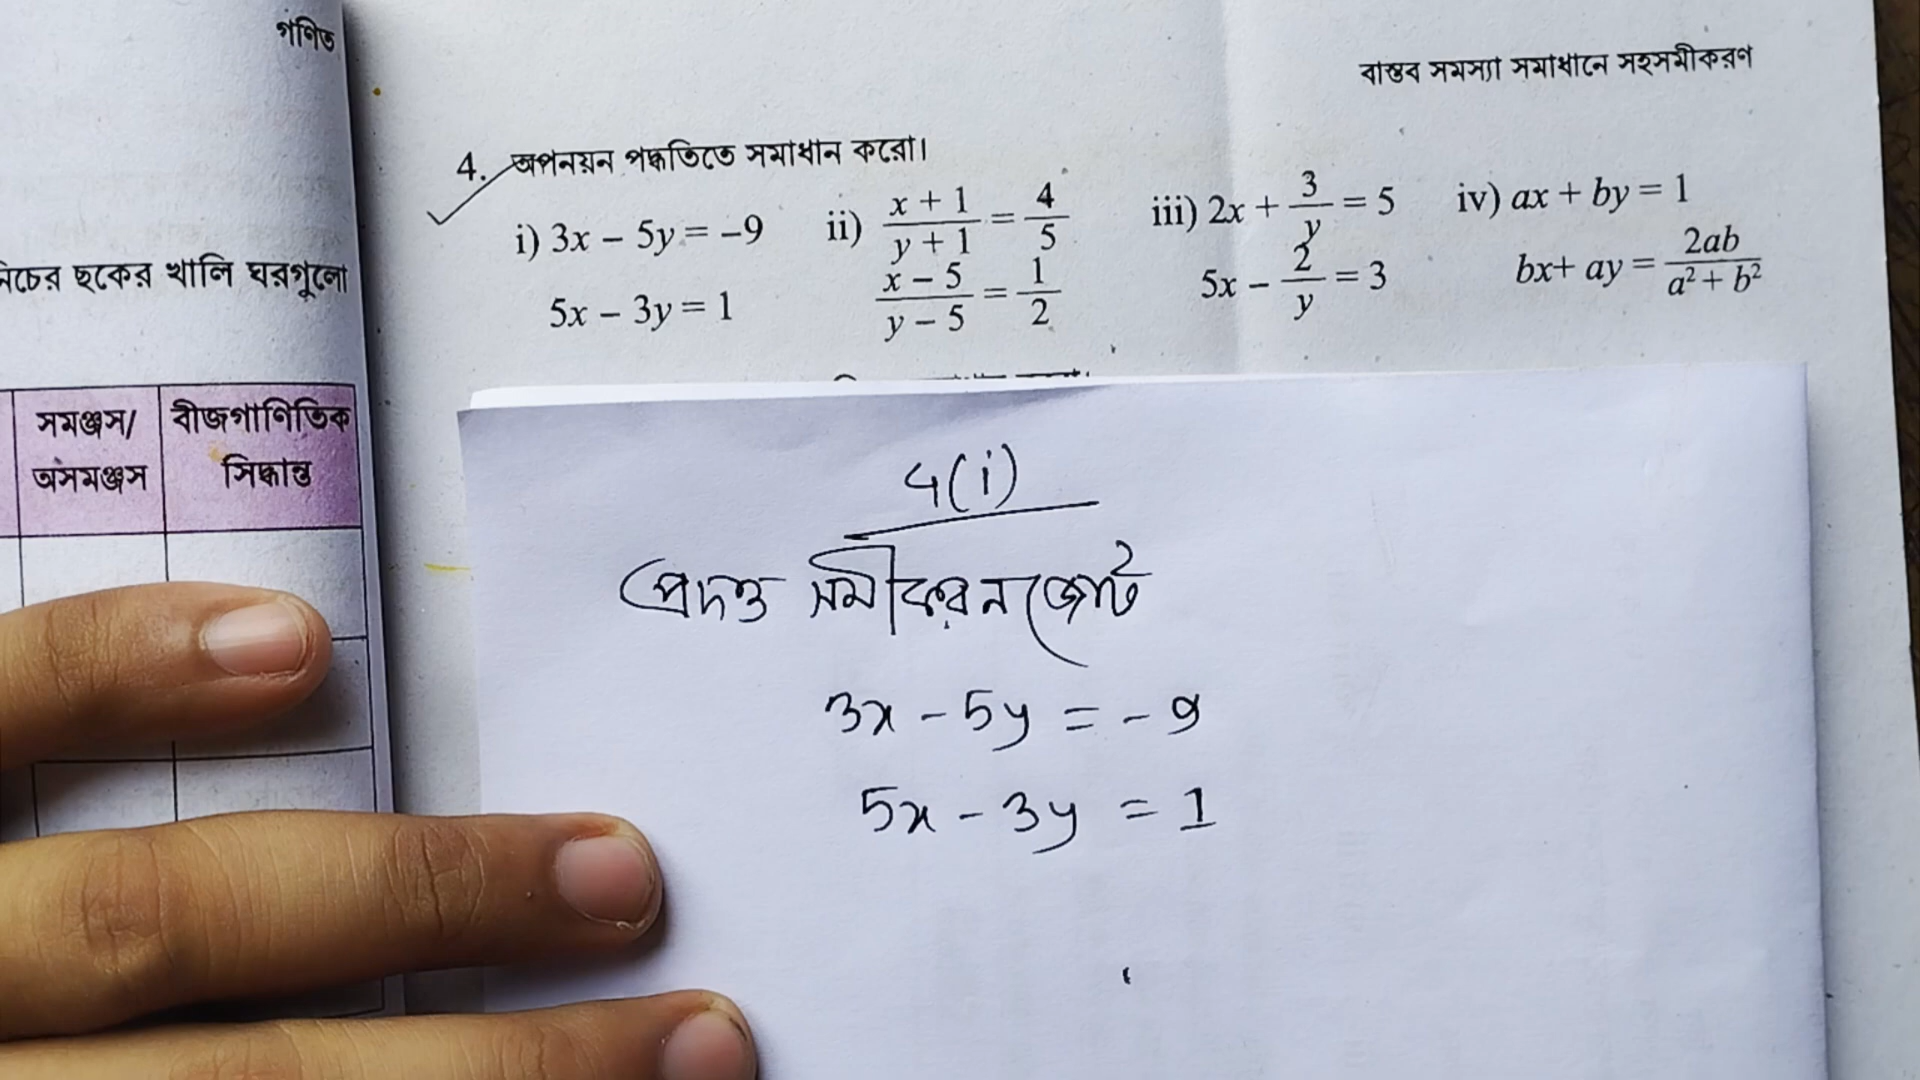 গণিত
নিচের ছকের খালি ঘরগুলো
সমঞ্জস/ বীজগাণিতিক
অসমঞ্জস সিদ্ধান্ত
বাস্তব সমস্যা সমাধানে সহসমীকরণ
4. অপনয়ন পদ্ধতিতে সমাধান করো।
i) 3x – 5y = –9 ii) (x + 1)/(y + 1) = 4/5 iii) 2x + 3/y = 5 iv) ax + by = 1
5x – 3y = 1 (x – 5)/(y – 5) = 1/2 5x – 2/y = 3 bx+ ay = 2ab/(a² + b²)
4(i)
প্রদত্ত সমীকরনজোট
3x - 5y = - 9
5x - 3y = 1